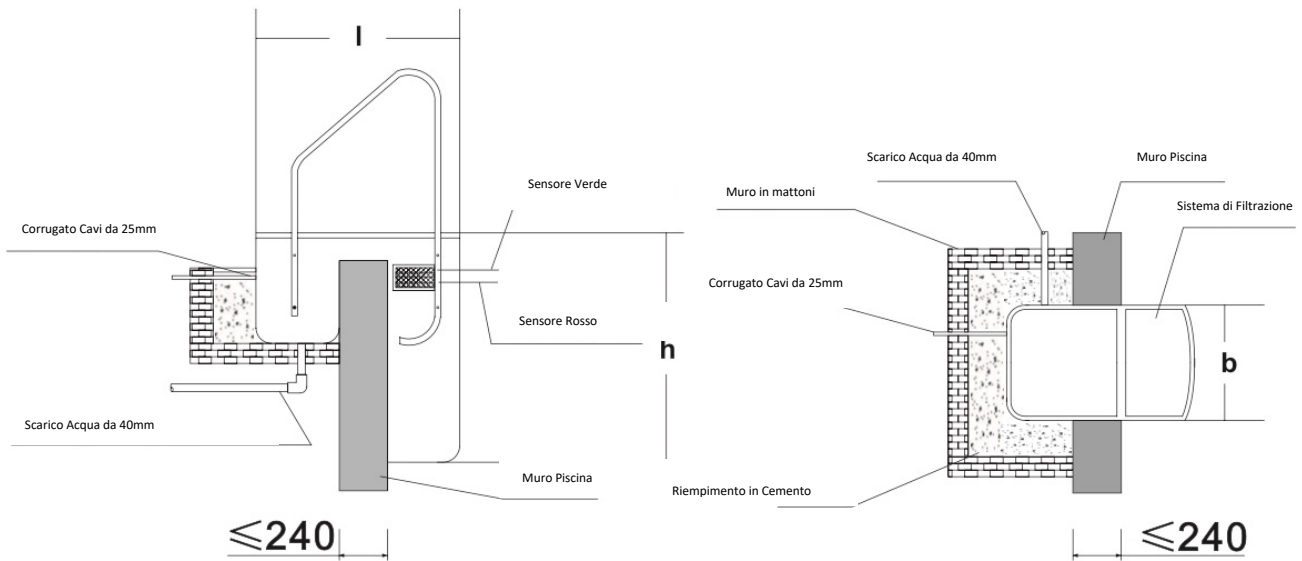 l
Sensore Verde
Corrugato Cavi da 25mm
Sensore Rosso
h
Scarico Acqua da 40mm
Muro Piscina
≤240
Scarico Acqua da 40mm
Muro Piscina
Muro in mattoni
Sistema di Filtrazione
Corrugato Cavi da 25mm
b
Riempimento in Cemento
≤240